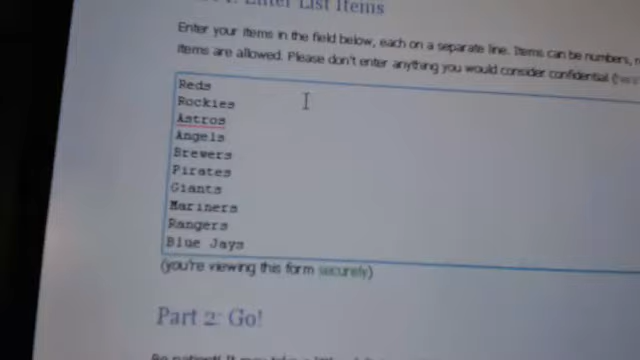 Enter List Items
Enter your items in the field below, each on a separate line. Items can be numbers,
items are allowed. Please don't enter anything you would consider confidential
Reds
Rockies
Astros
Angels
Brewers
Pirates
Giants
Mariners
Rangers
Blue Jays
(you're viewing this form securely)
Part 2: Go!